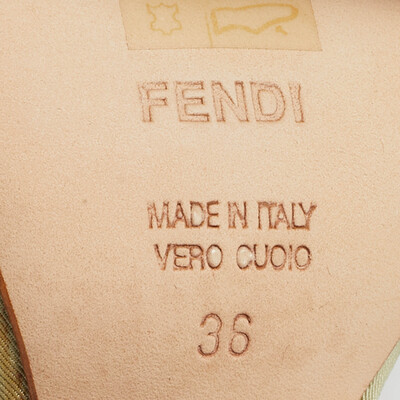 FENDI
MADE IN ITALY
VERO CUOIO
36